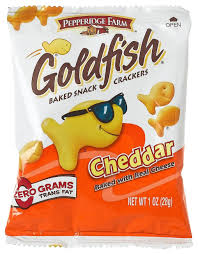 PEPPERIDGE FARM
OPEN
Goldfish
BAKED SNACK CRACKERS
Cheddar
Baked with Real Cheese
ZERO GRAMS
TRANS FAT
NET WT 1 OZ (28g)